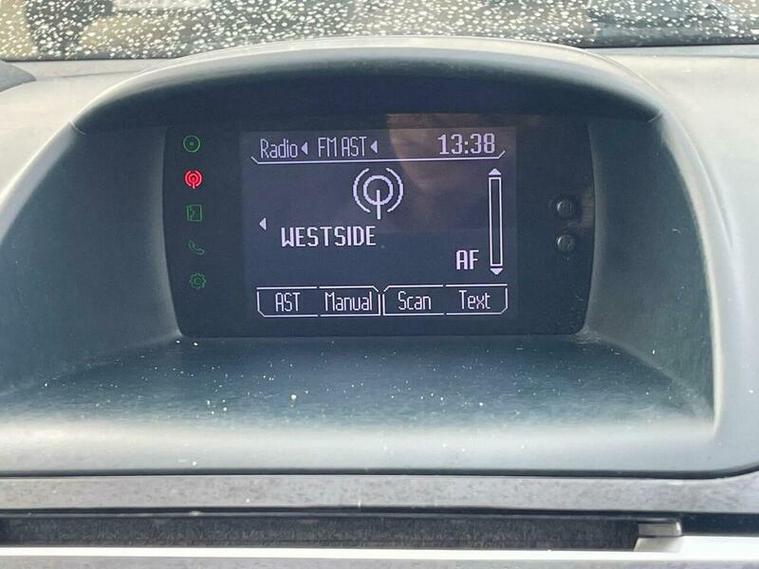 Radio FM AST 13:38
WESTSIDE
AF
AST Manual Scan Text